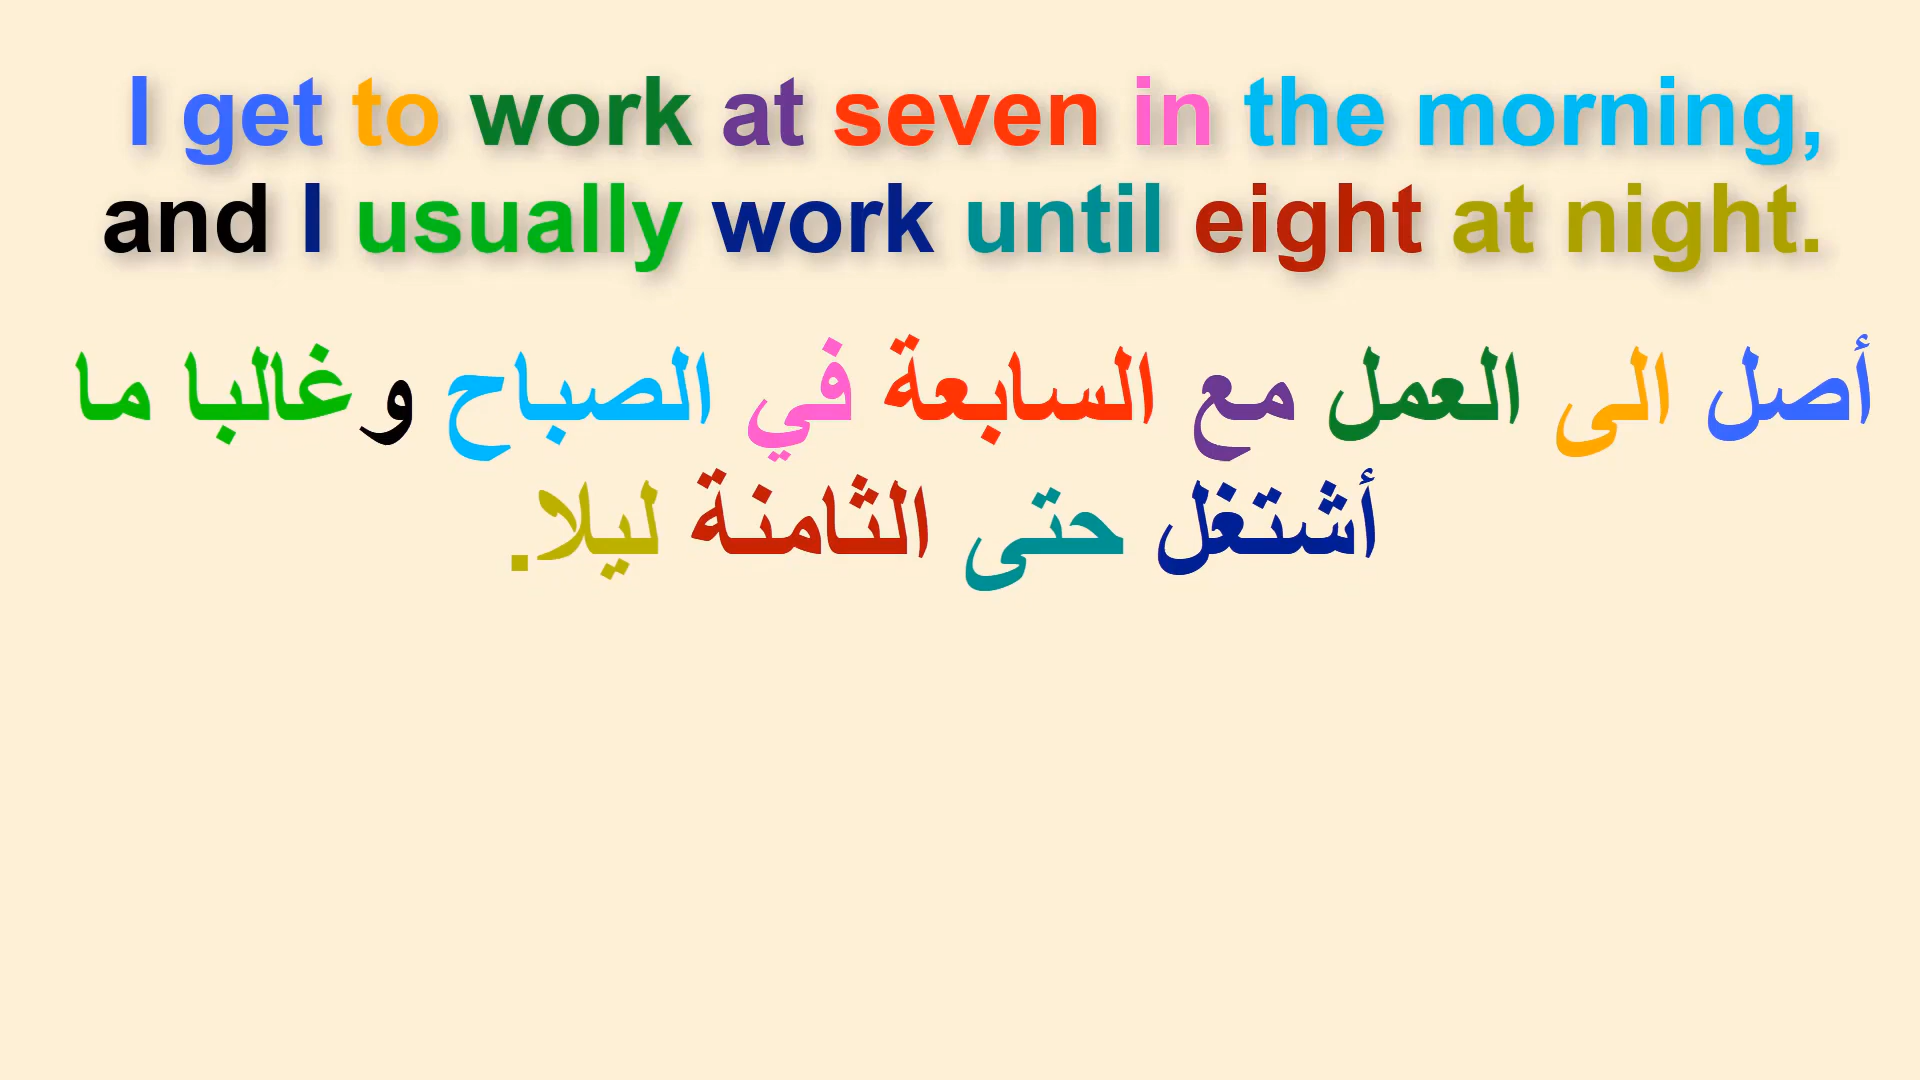 I get to work at seven in the morning,
and I usually work until eight at night.
أصل الى العمل مع السابعة في الصباح وغالبا ما
أشتغل حتى الثامنة ليلا.